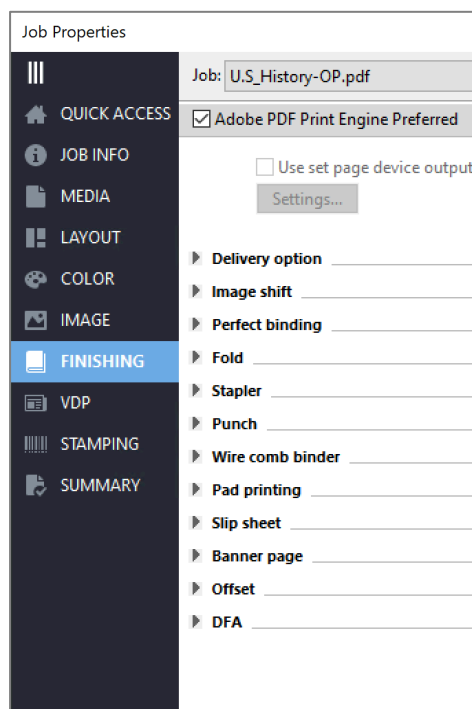 Job Properties
Job: U.S_History-OP.pdf
QUICK ACCESS
JOB INFO
MEDIA
LAYOUT
COLOR
IMAGE
FINISHING
VDP
STAMPING
SUMMARY
Adobe PDF Print Engine Preferred
Use set page device output
Settings...
Delivery option
Image shift
Perfect binding
Fold
Stapler
Punch
Wire comb binder
Pad printing
Slip sheet
Banner page
Offset
DFA